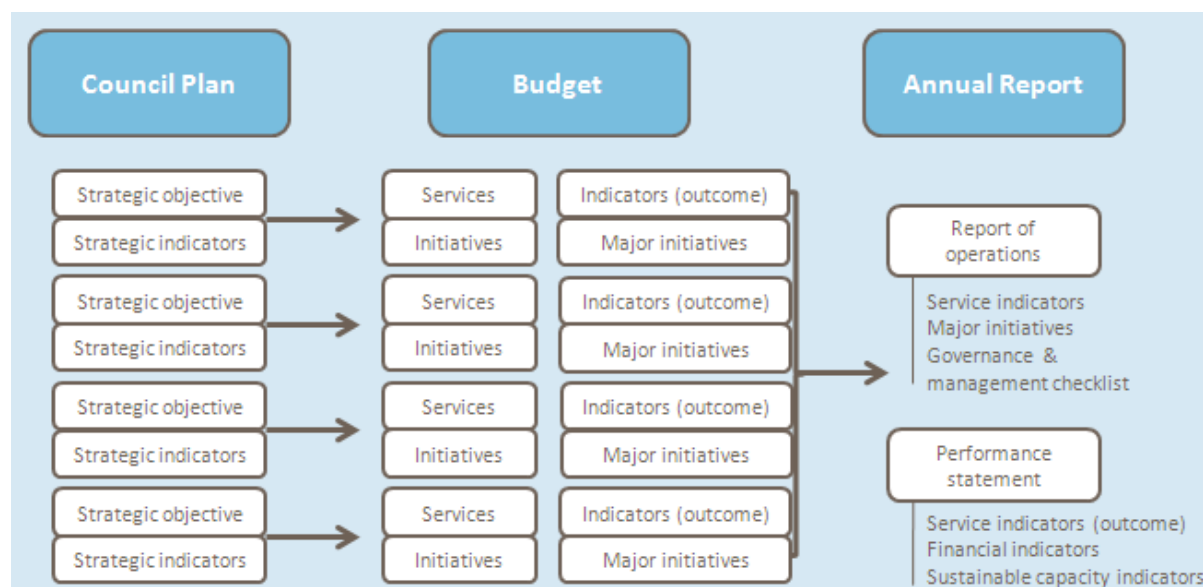 Council Plan
Budget
Annual Report
Strategic objective
Strategic indicators
Services
Initiatives
Indicators (outcome)
Major initiatives
Strategic objective
Strategic indicators
Services
Initiatives
Indicators (outcome)
Major initiatives
Strategic objective
Strategic indicators
Services
Initiatives
Indicators (outcome)
Major initiatives
Strategic objective
Strategic indicators
Services
Initiatives
Indicators (outcome)
Major initiatives
Report of
operations
Service indicators
Major initiatives
Governance &
management checklist
Performance
statement
Service indicators (outcome)
Financial indicators
Sustainable capacity indicators